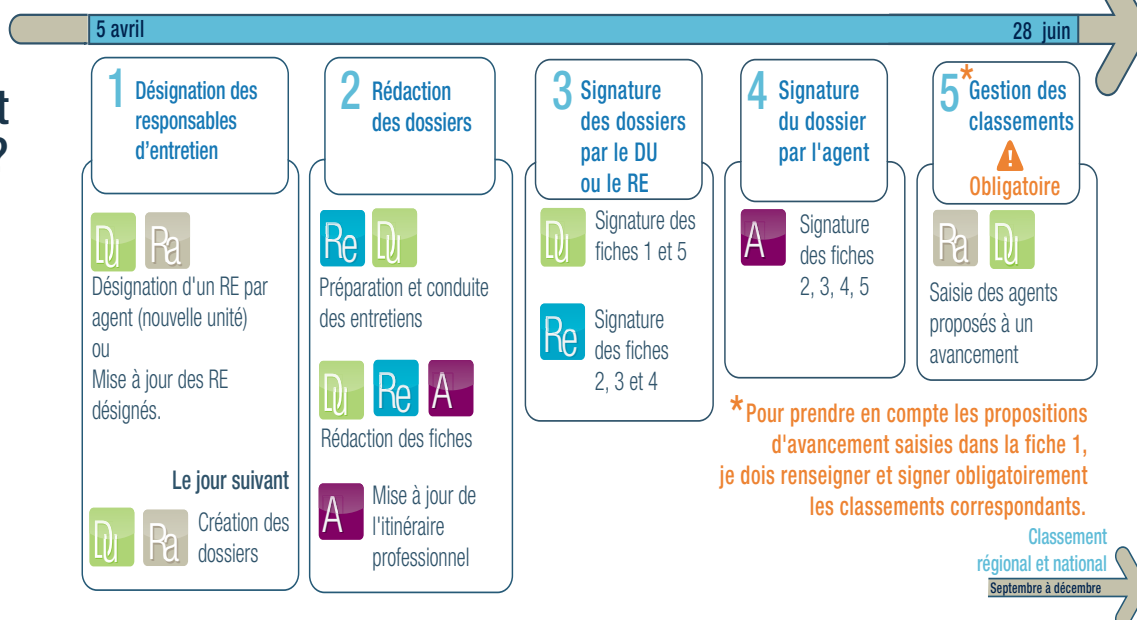 5 avril
28 juin
t
?
1 Désignation des
responsables
d'entretien
Du Ra
Désignation d'un RE par
agent (nouvelle unité)
ou
Mise à jour des RE
désignés.
Le jour suivant
Du Ra Création des
dossiers
2 Rédaction
des dossiers
Re Du
Préparation et conduite
des entretiens
Du Re A
Rédaction des fiches
A Mise à jour de
l'itinéraire
professionnel
3 Signature
des dossiers
par le DU
ou le RE
Du Signature des
fiches 1 et 5
Re Signature
des fiches
2, 3 et 4
4 Signature
du dossier
par l'agent
A Signature
des fiches
2, 3, 4, 5
5* Gestion des
classements
!
Obligatoire
Ra Du
Saisie des agents
proposés à un
avancement
*Pour prendre en compte les propositions
d'avancement saisies dans la fiche 1,
je dois renseigner et signer obligatoirement
les classements correspondants.
Classement
régional et national
Septembre à décembre